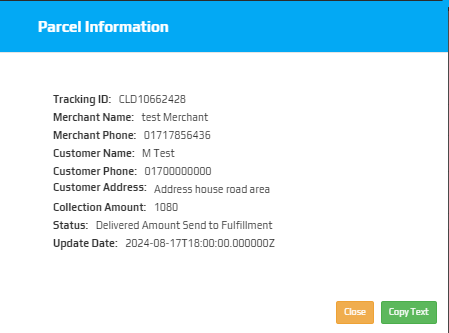 Parcel Information
Tracking ID: CLD10662428
Merchant Name: test Merchant
Merchant Phone: 01717856436
Customer Name: M Test
Customer Phone: 01700000000
Customer Address: Address house road area
Collection Amount: 1080
Status: Delivered Amount Send to Fulfillment
Update Date: 2024-08-17T18:00:00.000000Z
Close Copy Text